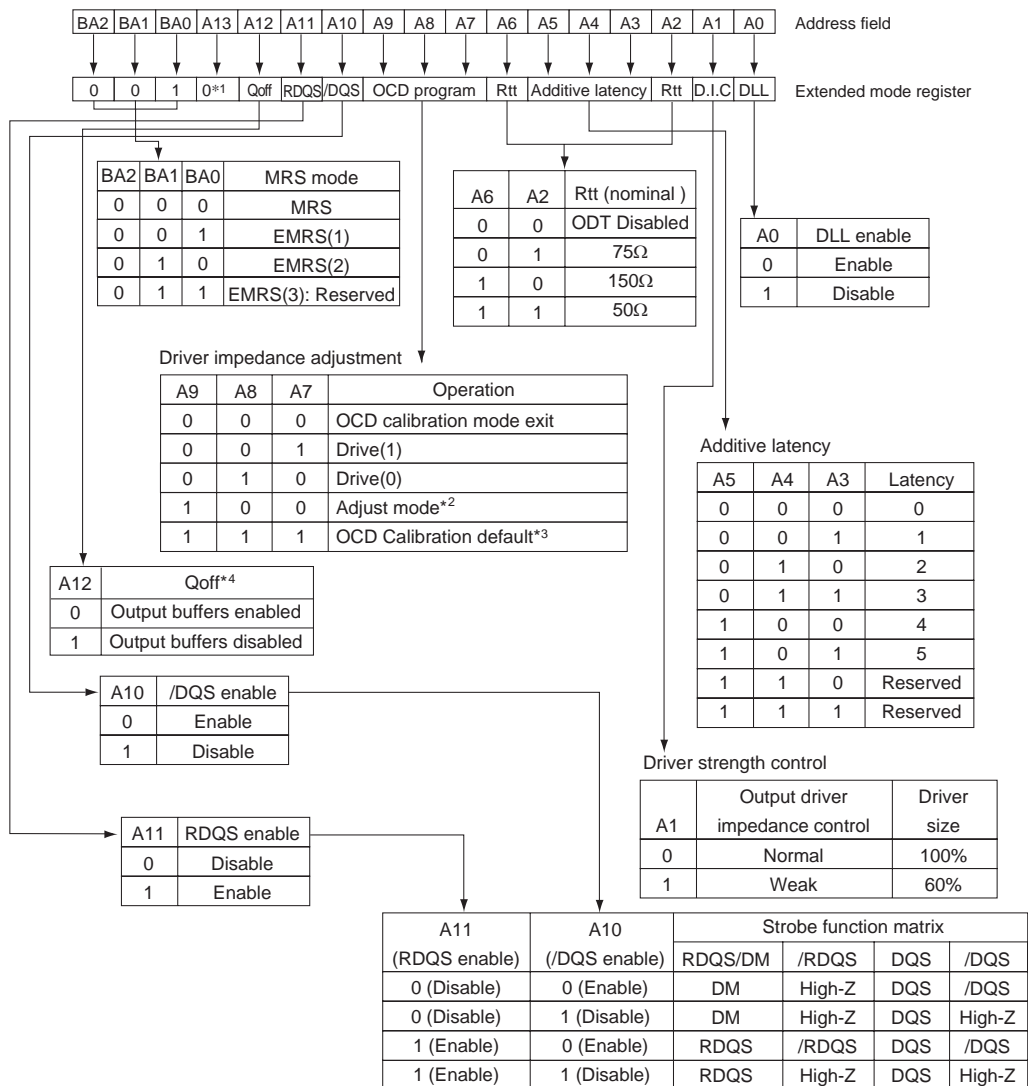 BA2 BA1 BA0 A13 A12 A11 A10 A9 A8 A7 A6 A5 A4 A3 A2 A1 A0 Address field
0 0 1 0*1 Qoff RDQS /DQS OCD program Rtt Additive latency Rtt D.I.C DLL Extended mode register
BA2 BA1 BA0 MRS mode
0 0 0 MRS
0 0 1 EMRS(1)
0 1 0 EMRS(2)
0 1 1 EMRS(3): Reserved
A6 A2 Rtt (nominal )
0 0 ODT Disabled
0 1 75Ω
1 0 150Ω
1 1 50Ω
A0 DLL enable
0 Enable
1 Disable
Driver impedance adjustment
A9 A8 A7 Operation
0 0 0 OCD calibration mode exit
0 0 1 Drive(1)
0 1 0 Drive(0)
1 0 0 Adjust mode*2
1 1 1 OCD Calibration default*3
Additive latency
A5 A4 A3 Latency
0 0 0 0
0 0 1 1
0 1 0 2
0 1 1 3
1 0 0 4
1 0 1 5
1 1 0 Reserved
1 1 1 Reserved
A12 Qoff*4
0 Output buffers enabled
1 Output buffers disabled
A10 /DQS enable
0 Enable
1 Disable
Driver strength control
Output driver Driver
A1 impedance control size
0 Normal 100%
1 Weak 60%
A11 RDQS enable
0 Disable
1 Enable
A11 A10 Strobe function matrix
(RDQS enable) (/DQS enable) RDQS/DM /RDQS DQS /DQS
0 (Disable) 0 (Enable) DM High-Z DQS /DQS
0 (Disable) 1 (Disable) DM High-Z DQS High-Z
1 (Enable) 0 (Enable) RDQS /RDQS DQS /DQS
1 (Enable) 1 (Disable) RDQS High-Z DQS High-Z